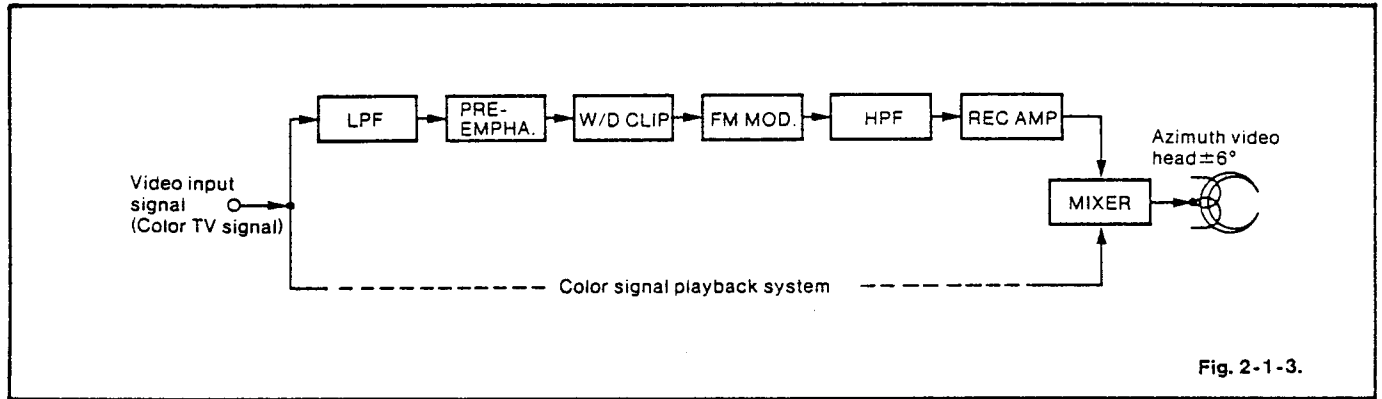 LPF
PRE-
EMPHA.
W/D CLIP
FM MOD.
HPF
REC AMP
Azimuth video
head±6°
Video input
signal
(Color TV signal)
MIXER
Color signal playback system
Fig. 2-1-3.